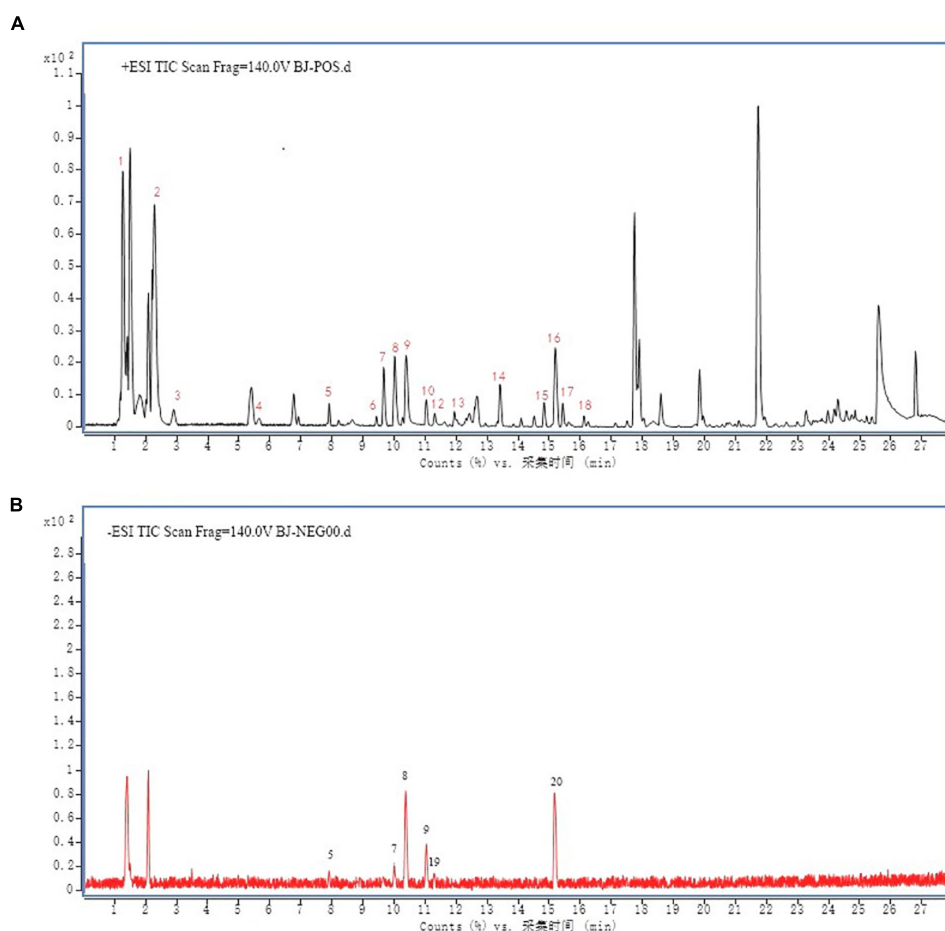 A
x10 2
+ESI TIC Scan Frag=140.0V BJ-POS.d
1.1
1
0.9
0.8
0.7
0.6
0.5
0.4
0.3
0.2
0.1
0
1 2 3 4 5 6 7 8 9 10 12 13 14 15 16 17 18
1 2 3 4 5 6 7 8 9 10 11 12 13 14 15 16 17 18 19 20 21 22 23 24 25 26 27
Counts (%) vs. 采集时间 (min)
B
x10 2
-ESI TIC Scan Frag=140.0V BJ-NEG00.d
2.8
2.6
2.4
2.2
2
1.8
1.6
1.4
1.2
1
0.8
0.6
0.4
0.2
0
5 7 8 9 19 20
1 2 3 4 5 6 7 8 9 10 11 12 13 14 15 16 17 18 19 20 21 22 23 24 25 26 27
Counts (%) vs. 采集时间 (min)